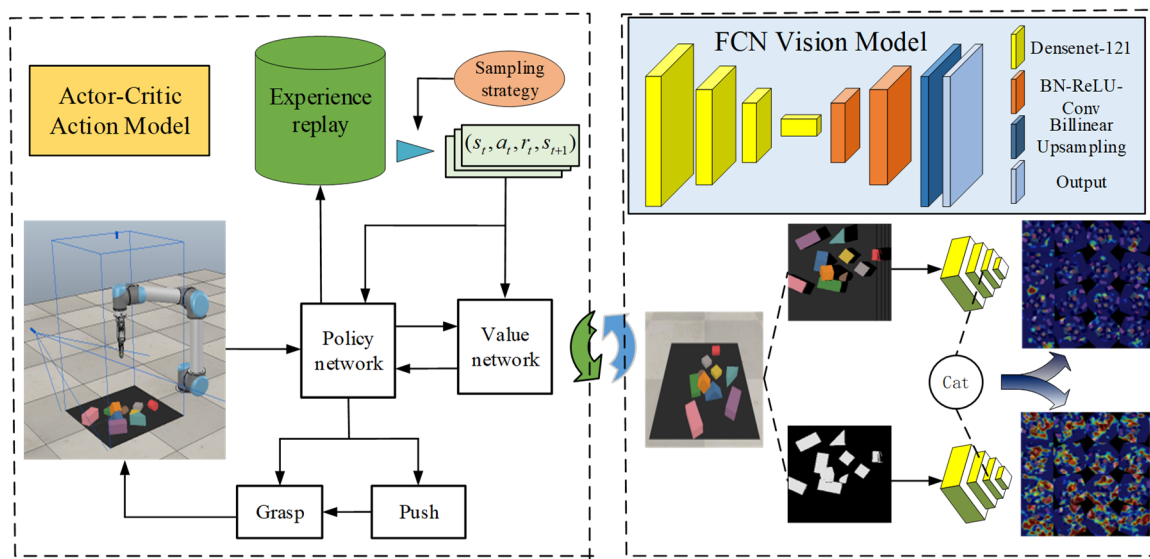 Actor-Critic
Action Model
Experience
replay
Sampling
strategy
(s_t, a_t, r_t, s_{t+1})
Policy
network
Value
network
Grasp
Push
FCN Vision Model
Densenet-121
BN-ReLU-
Conv
Billinear
Upsampling
Output
Cat